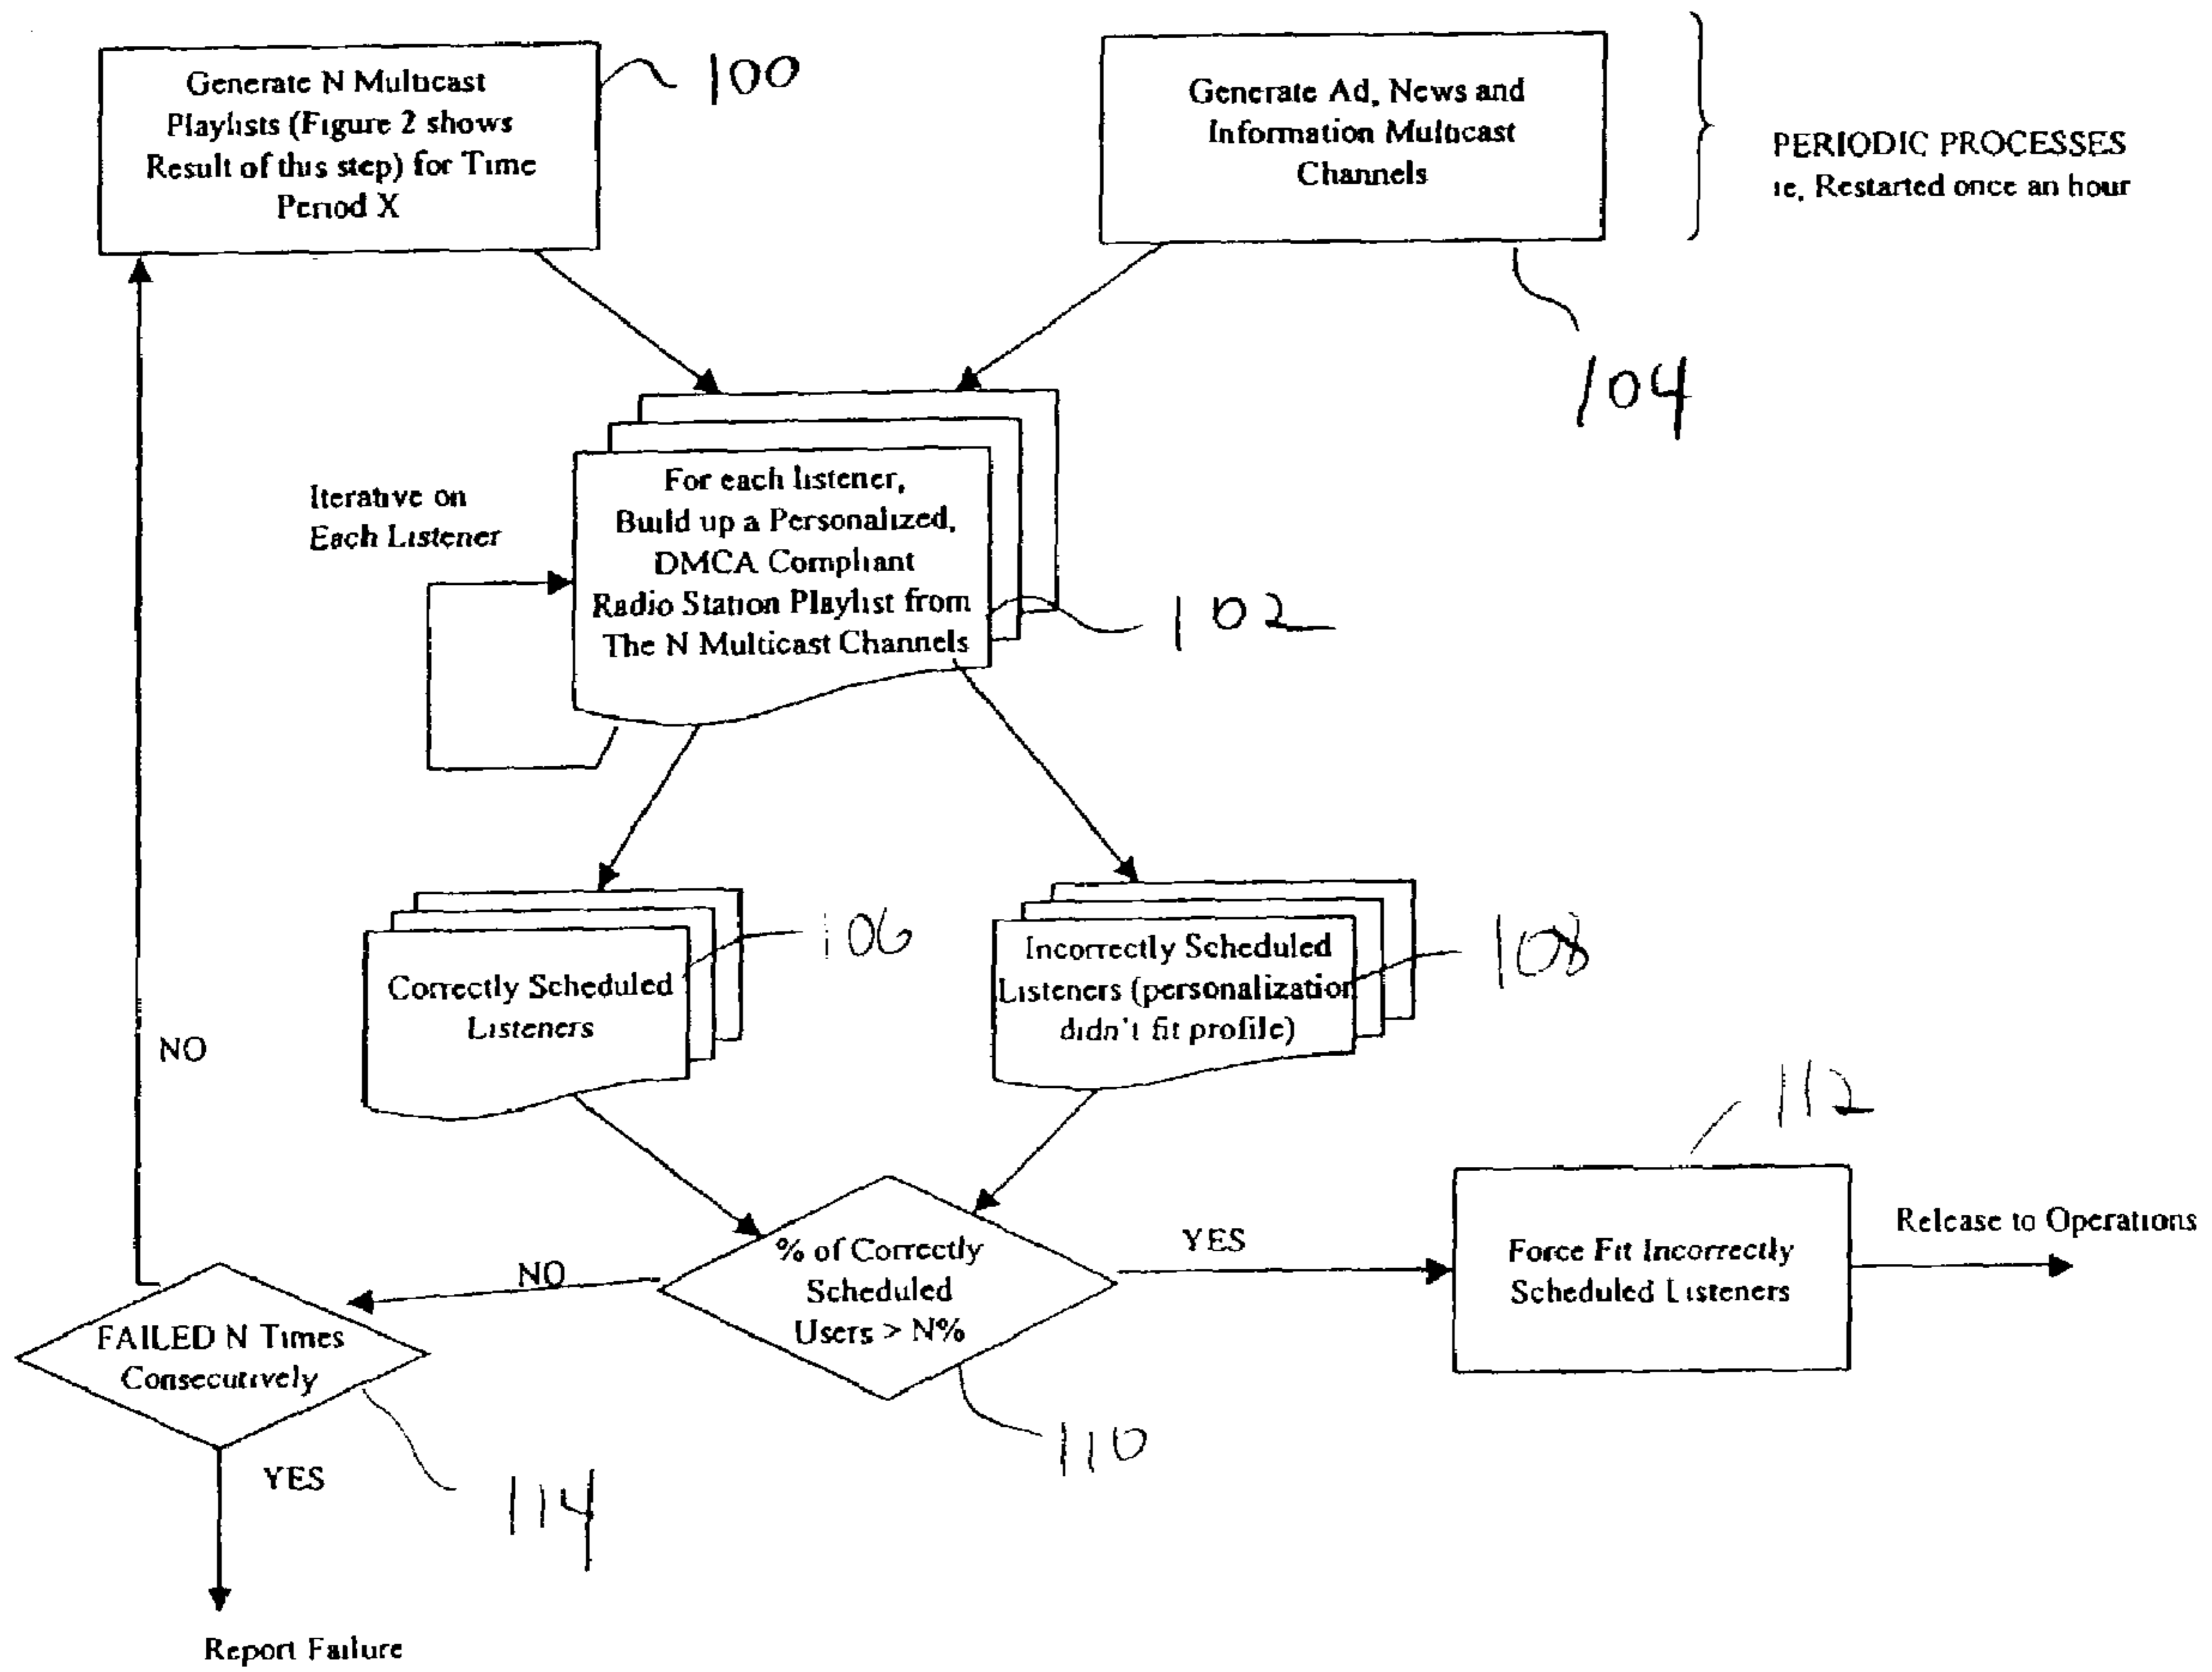 Generate N Multicast
Playlists (Figure 2 shows
Result of this step) for Time
Period X
100
Generate Ad, News and
Information Multicast
Channels
104
PERIODIC PROCESSES
ie, Restarted once an hour
Iterative on
Each Listener
For each listener,
Build up a Personalized,
DMCA Compliant
Radio Station Playlist from
The N Multicast Channels
102
Correctly Scheduled
Listeners
106
Incorrectly Scheduled
Listeners (personalization
didn't fit profile)
108
NO
% of Correctly
Scheduled
Users > N%
110
YES
Force Fit Incorrectly
Scheduled Listeners
112
Release to Operations
NO
FAILED N Times
Consecutively
114
YES
Report Failure